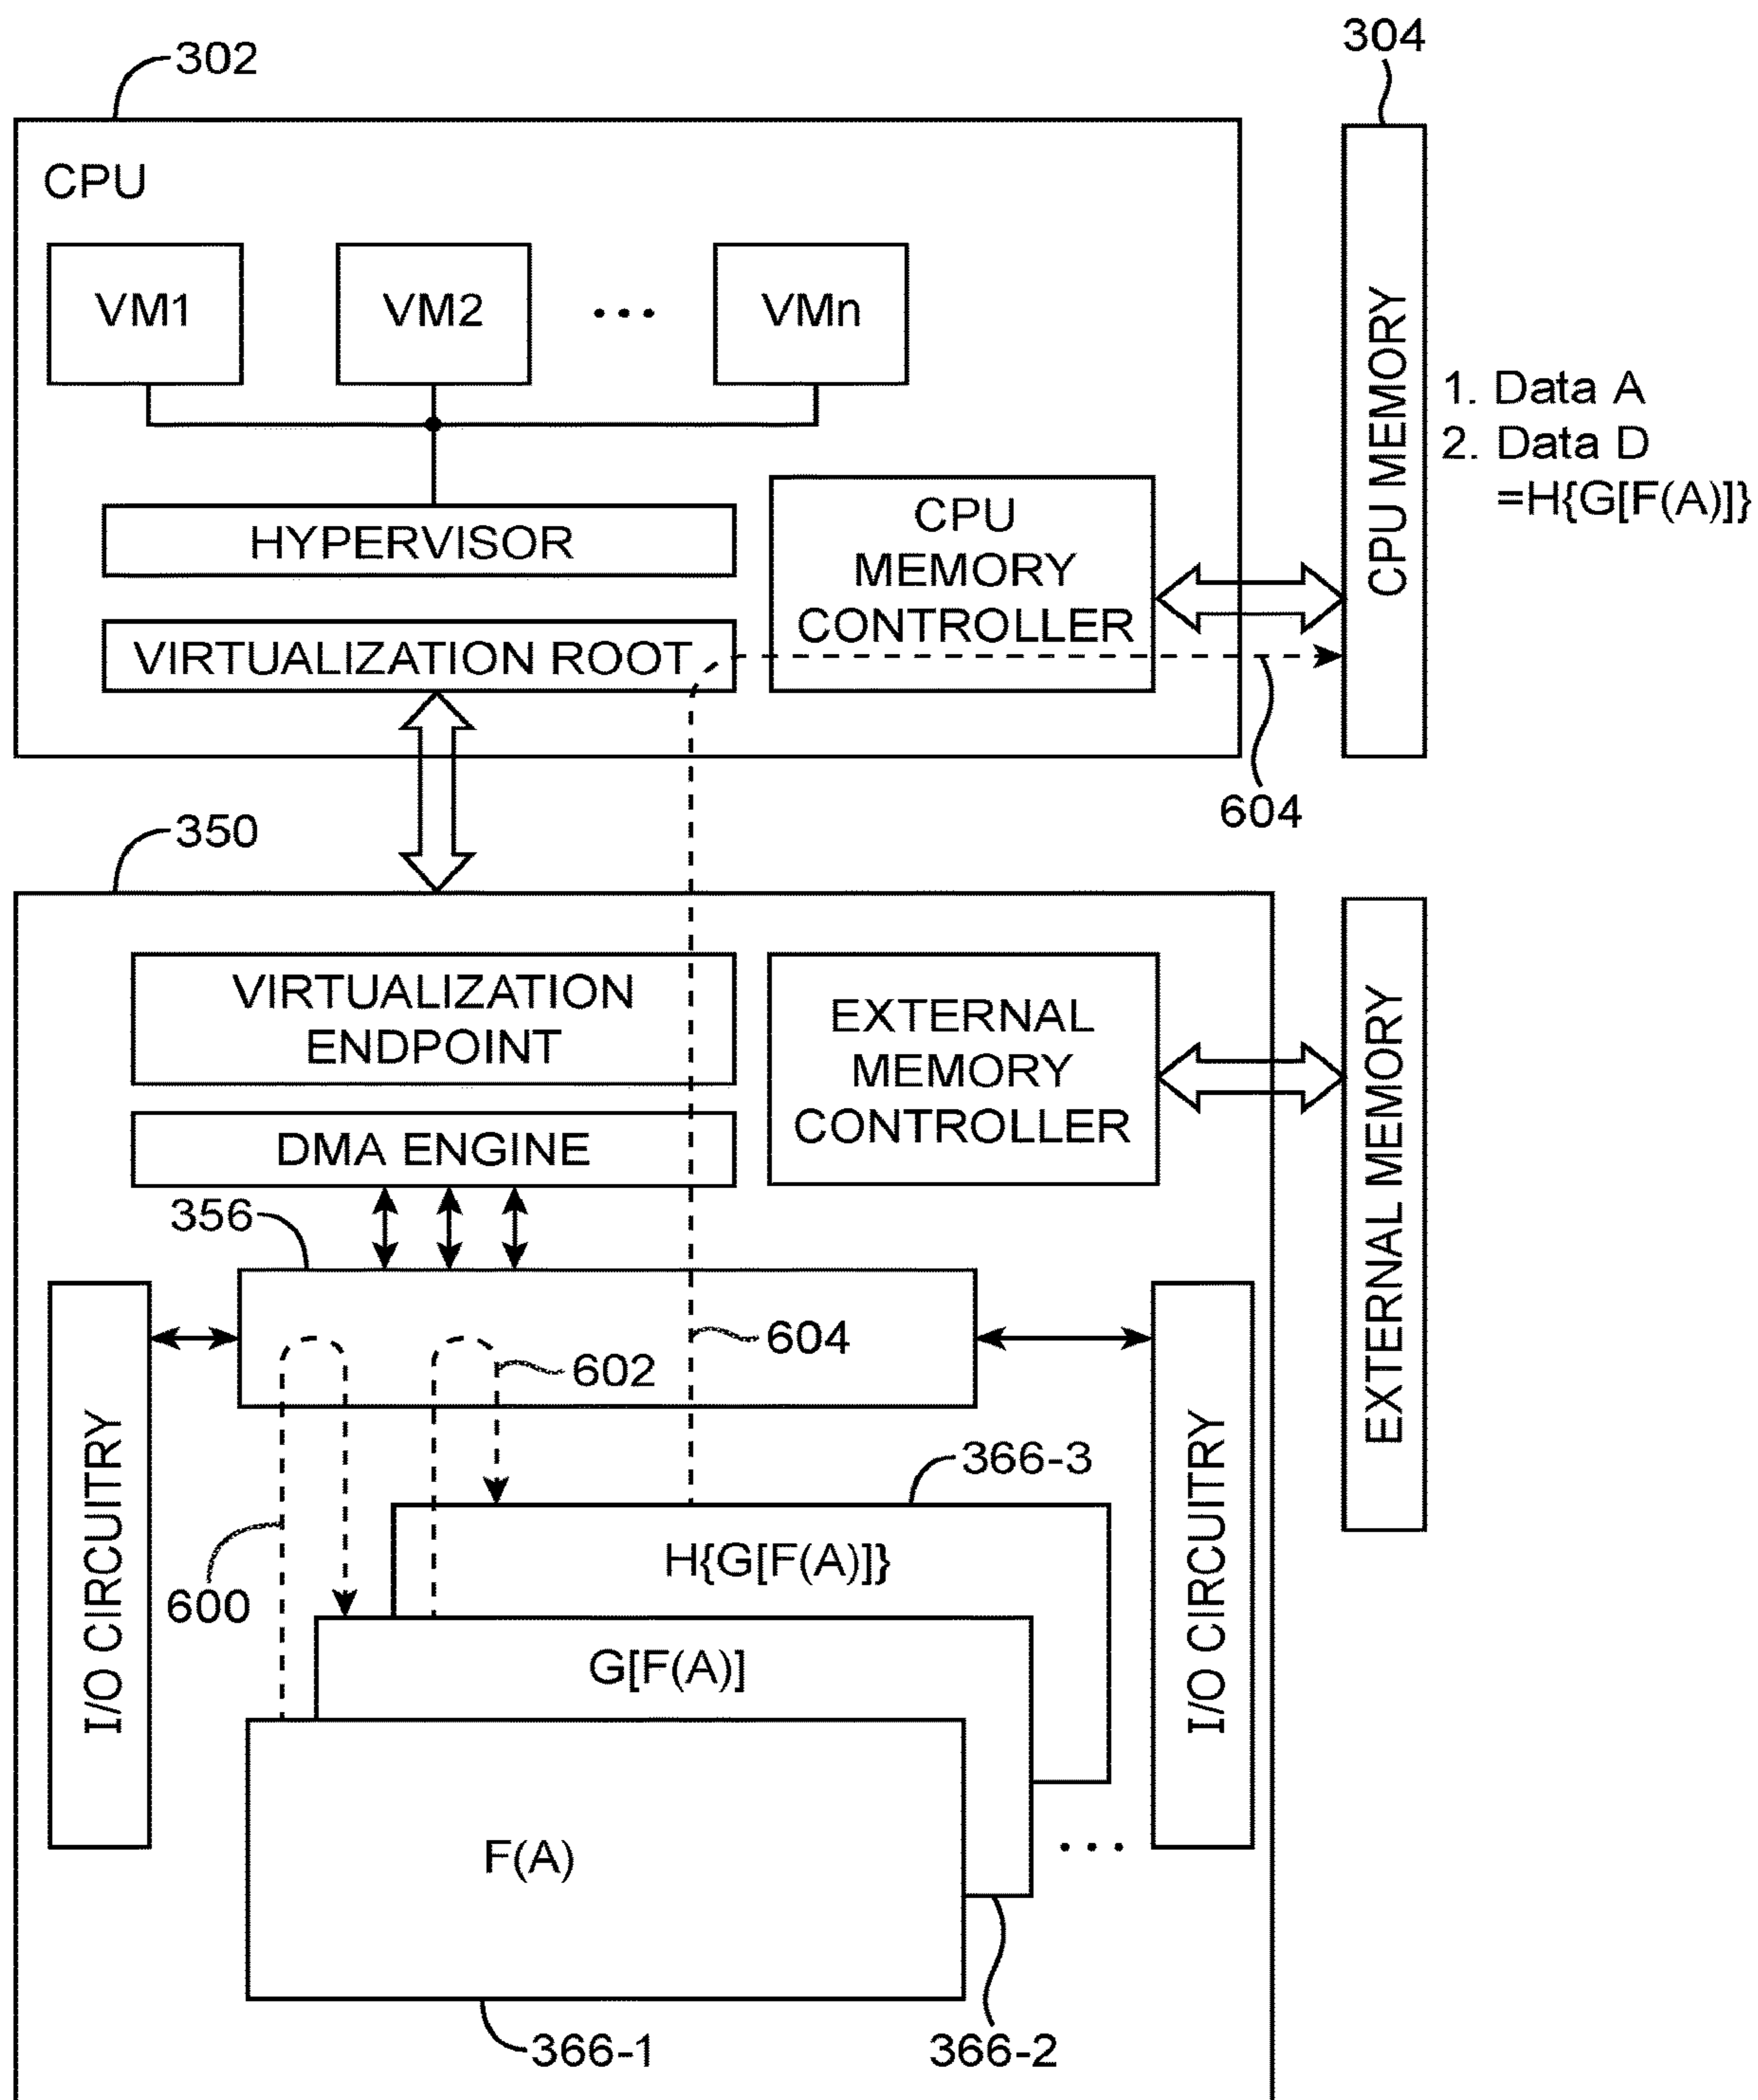 302
304
CPU
VM1
VM2
...
VMn
HYPERVISOR
VIRTUALIZATION ROOT
CPU
MEMORY
CONTROLLER
CPU MEMORY
1. Data A
2. Data D
=H{G[F(A)]}
604
350
VIRTUALIZATION
ENDPOINT
DMA ENGINE
EXTERNAL
MEMORY
CONTROLLER
EXTERNAL MEMORY
356
604
602
I/O CIRCUITRY
I/O CIRCUITRY
600
366-3
H{G[F(A)]}
G[F(A)]
F(A)
...
366-1
366-2